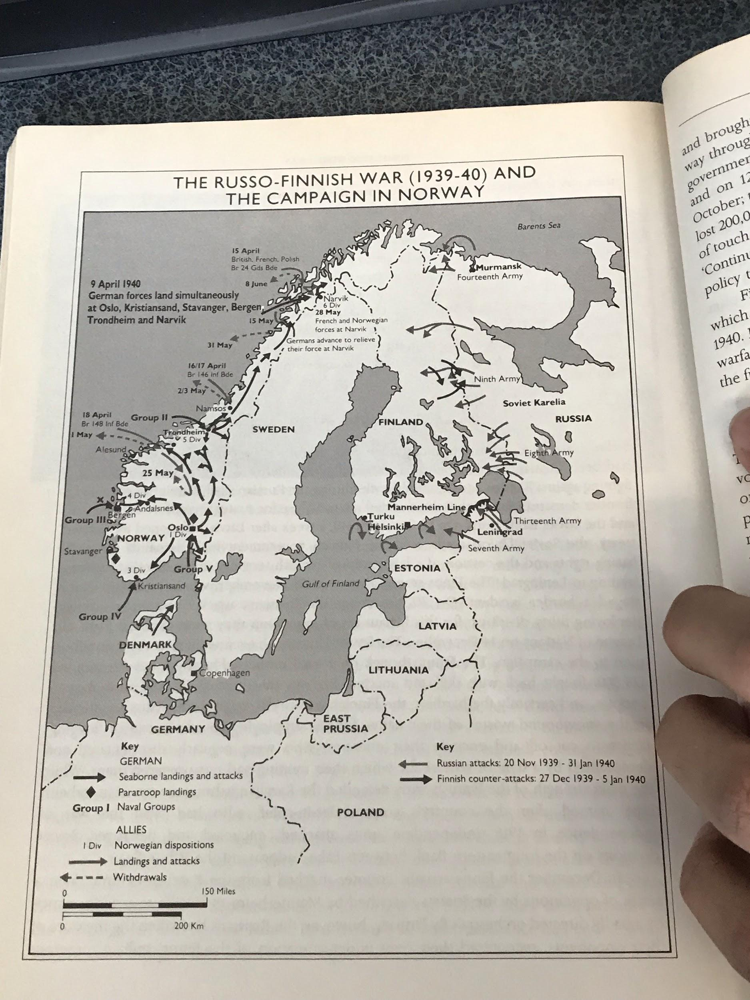 THE RUSSO-FINNISH WAR (1939-40) AND
THE CAMPAIGN IN NORWAY
Barents Sea
15 April
British, French, Polish
Br 24 Gds Bde
8 June
9 April 1940
German forces land simultaneously
at Oslo, Kristiansand, Stavanger, Bergen,
Trondheim and Narvik
Murmansk
Fourteenth Army
Narvik
6 Div
28 May
French and Norwegian
forces at Narvik
15 May
Germans advance to relieve
their force at Narvik
31 May
16/17 April
Br 146 Inf Bde
2/3 May
Namsos
Ninth Army
Soviet Karelia
RUSSIA
FINLAND
SWEDEN
18 April
Br 148 Inf Bde
1 May
Group II
Trondheim
5 Div
Alesund
Eighth Army
25 May
4 Div
Andalsnes
Group III
Bergen
Mannerheim Line
Turku
Helsinki
Thirteenth Army
Leningrad
Seventh Army
Oslo
1 Div
NORWAY
Stavanger
3 Div
Group V
Kristiansand
ESTONIA
Gulf of Finland
Group IV
LATVIA
DENMARK
LITHUANIA
Copenhagen
EAST
PRUSSIA
GERMANY
Key
GERMAN
Seaborne landings and attacks
Paratroop landings
Group I Naval Groups
ALLIES
1 Div Norwegian dispositions
Landings and attacks
Withdrawals
0 150 Miles
0 200 Km
Key
Russian attacks: 20 Nov 1939 - 31 Jan 1940
Finnish counter-attacks: 27 Dec 1939 - 5 Jan 1940
POLAND
and
way
and on
October;
lost
of touch
policy
which
1940.
the